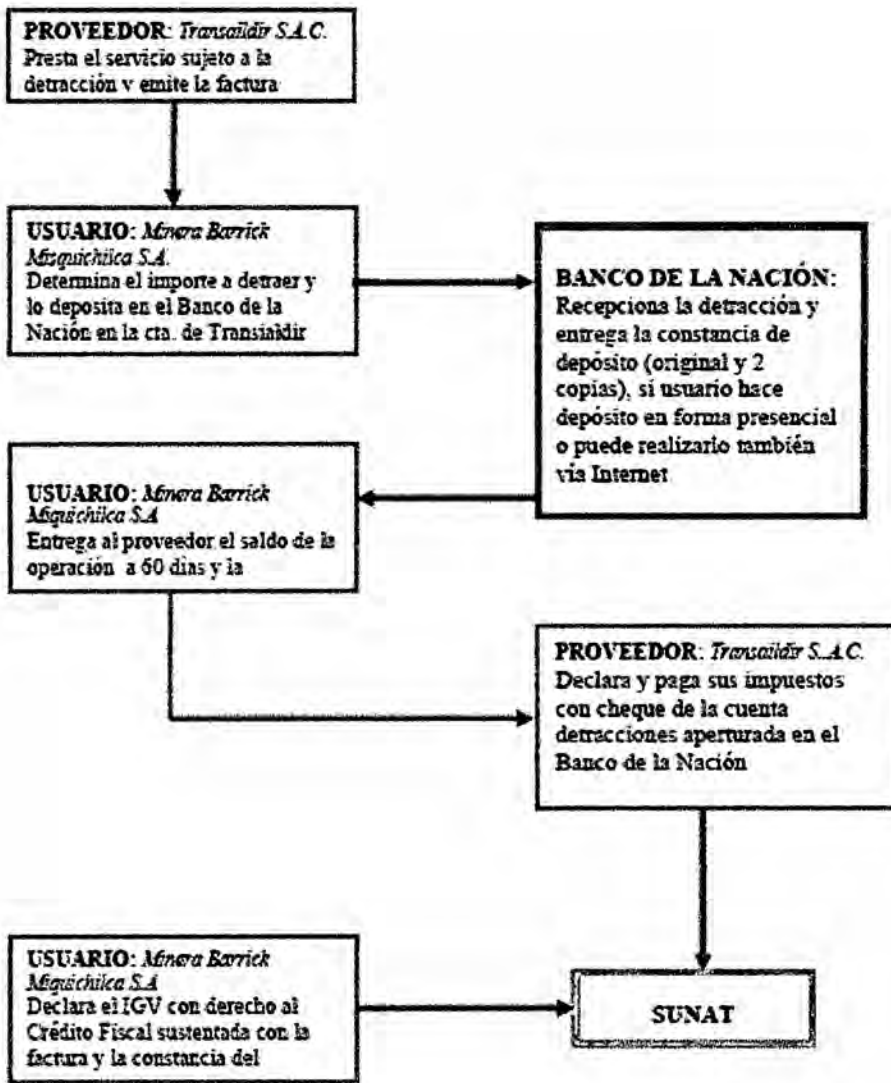 PROVEEDOR: Transaildir S.A.C.
Presta el servicio sujeto a la
detracción y emite la factura
USUARIO: Minera Barrick
Misquichilca S.A.
Determina el importe a detraer y
lo deposita en el Banco de la
Nación en la cta. de Transialdir
BANCO DE LA NACIÓN:
Recepciona la detracción y
entrega la constancia de
depósito (original y 2
copias), si usuario hace
depósito en forma presencial
o puede realizarlo también
vía Internet
USUARIO: Minera Barrick
Miquichilca S.A
Entrega al proveedor el saldo de la
operación a 60 dias y la
PROVEEDOR: Transaildir S.A.C.
Declara y paga sus impuestos
con cheque de la cuenta
detracciones aperturada en el
Banco de la Nación
USUARIO: Minera Barrick
Miquichilca S.A
Declara el IGV con derecho al
Crédito Fiscal sustentada con la
factura y la constancia del
SUNAT